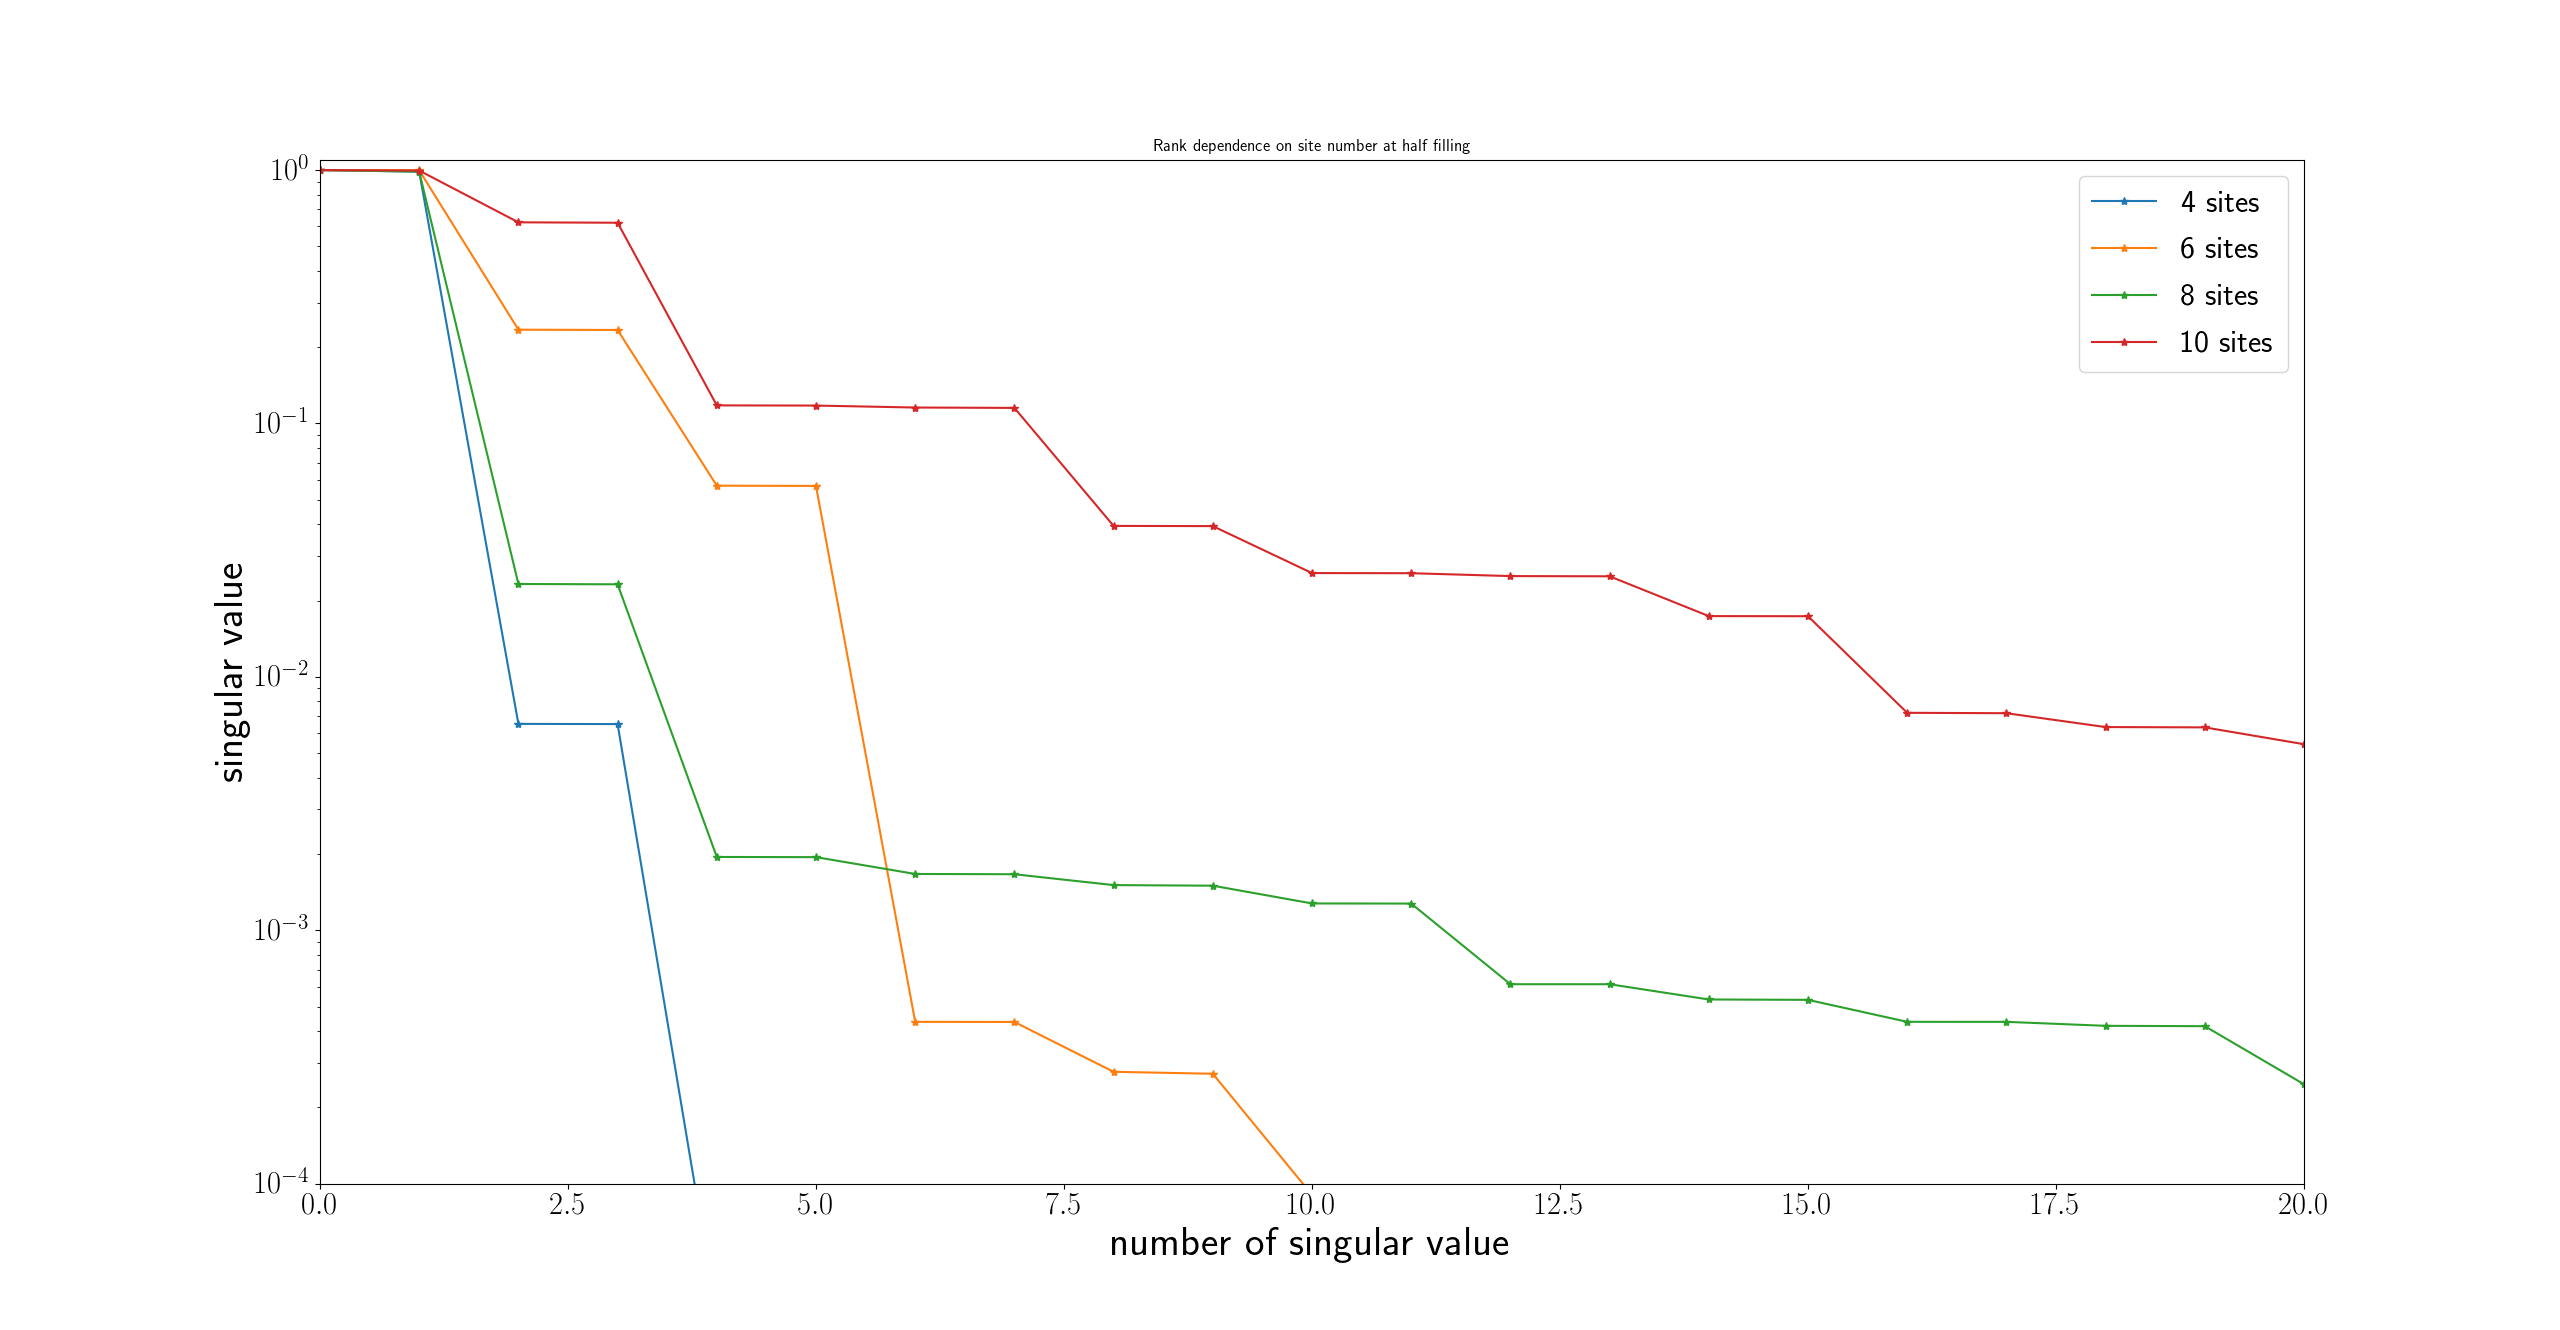 Rank dependence on site number at half filling
10^0
10^-1
10^-2
10^-3
10^-4
singular value
4 sites
6 sites
8 sites
10 sites
0.0 2.5 5.0 7.5 10.0 12.5 15.0 17.5 20.0
number of singular value